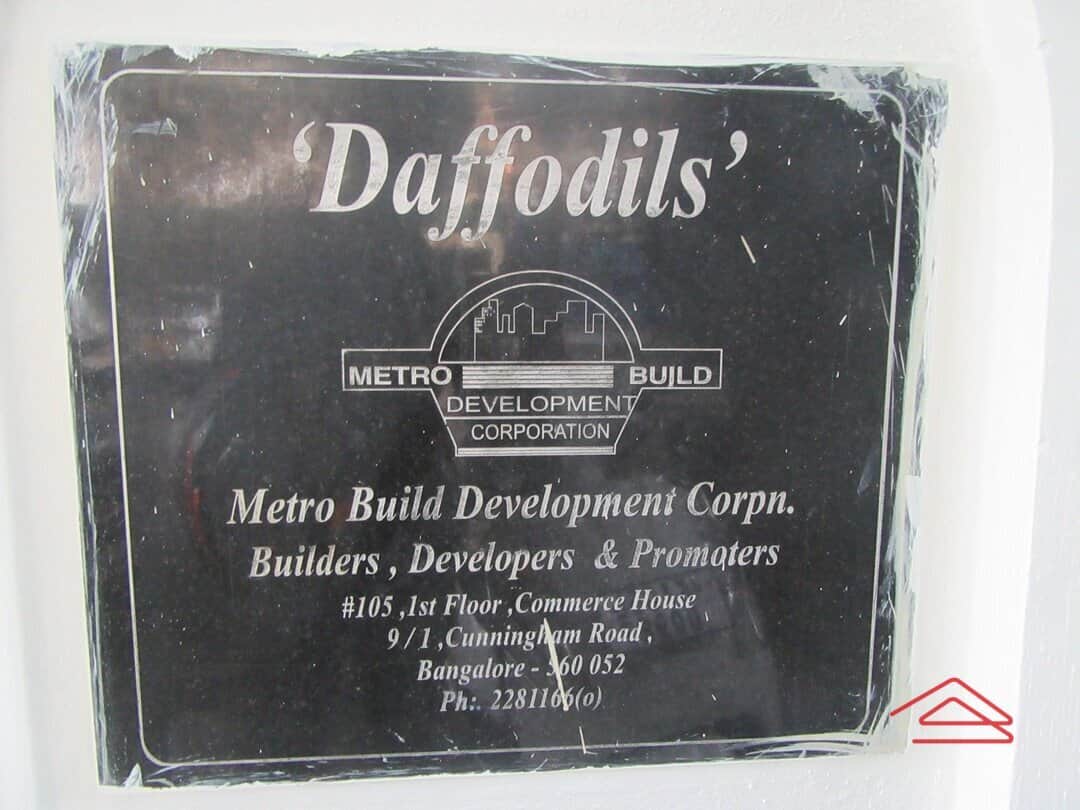 'Daffodils'
METRO BUILD
DEVELOPMENT
CORPORATION
Metro Build Development Corpn.
Builders , Developers & Promoters
#105 ,1st Floor ,Commerce House
9 / 1 ,Cunningham Road ,
Bangalore - 560 052
Ph:. 2281166(o)